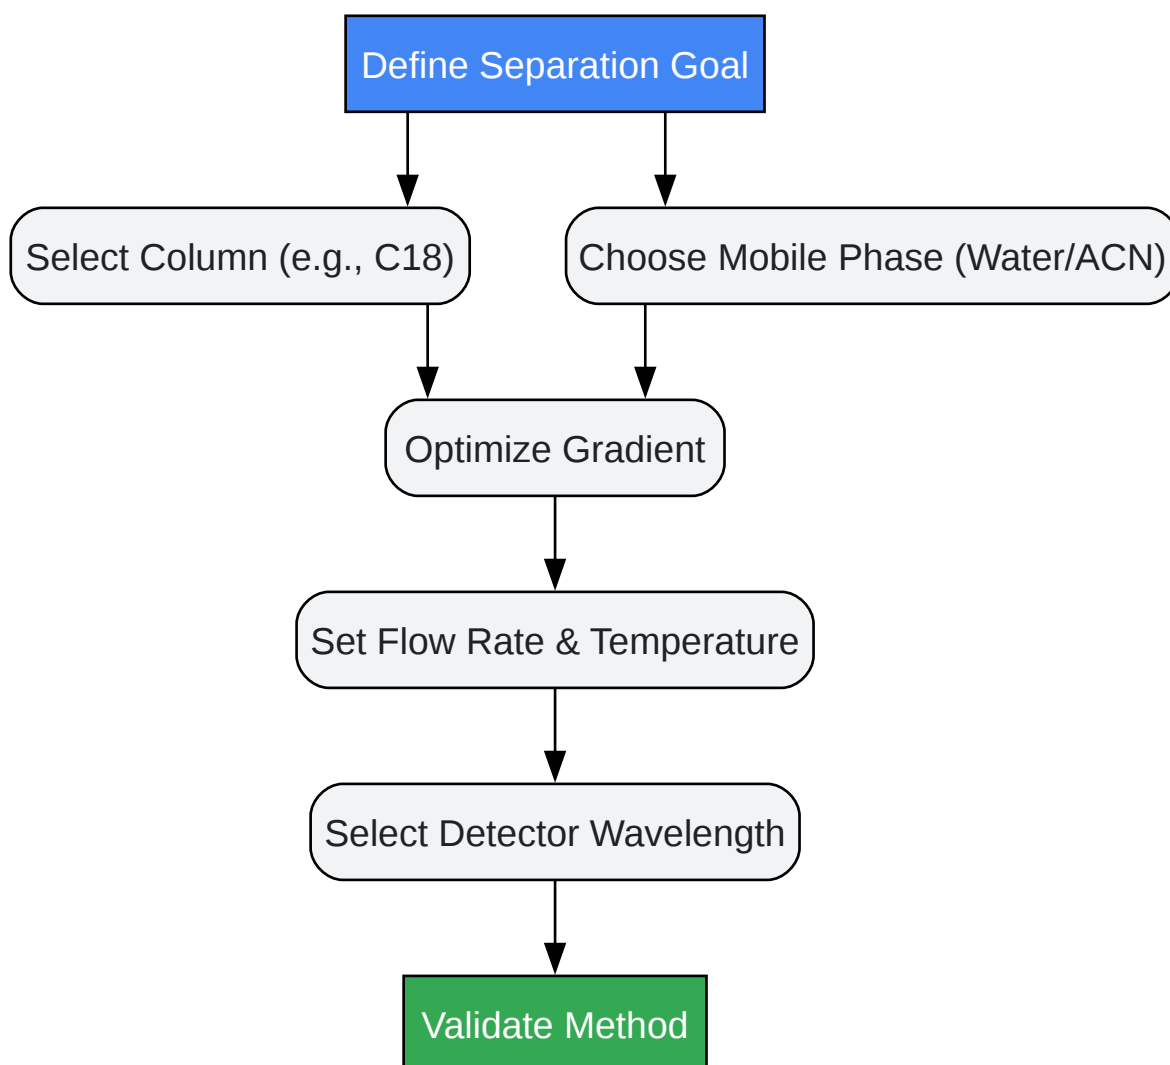 Define Separation Goal
Select Column (e.g., C18)
Choose Mobile Phase (Water/ACN)
Optimize Gradient
Set Flow Rate & Temperature
Select Detector Wavelength
Validate Method